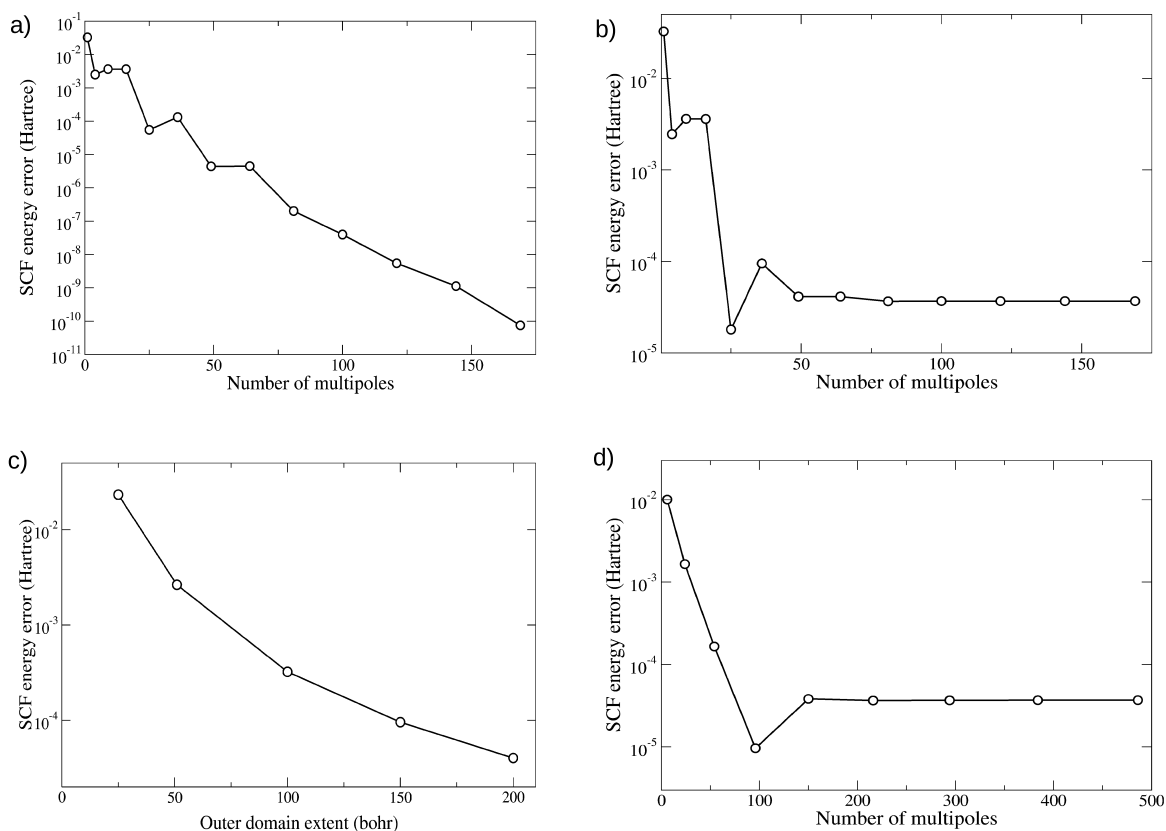 a)
10^-1
10^-2
10^-3
10^-4
10^-5
10^-6
10^-7
10^-8
10^-9
10^-10
10^-11
SCF energy error (Hartree)
0 50 100 150
Number of multipoles
b)
10^-2
10^-3
10^-4
10^-5
SCF energy error (Hartree)
50 100 150
Number of multipoles
c)
10^-2
10^-3
10^-4
SCF energy error (Hartree)
0 50 100 150 200
Outer domain extent (bohr)
d)
10^-2
10^-3
10^-4
10^-5
SCF energy error (Hartree)
0 100 200 300 400 500
Number of multipoles